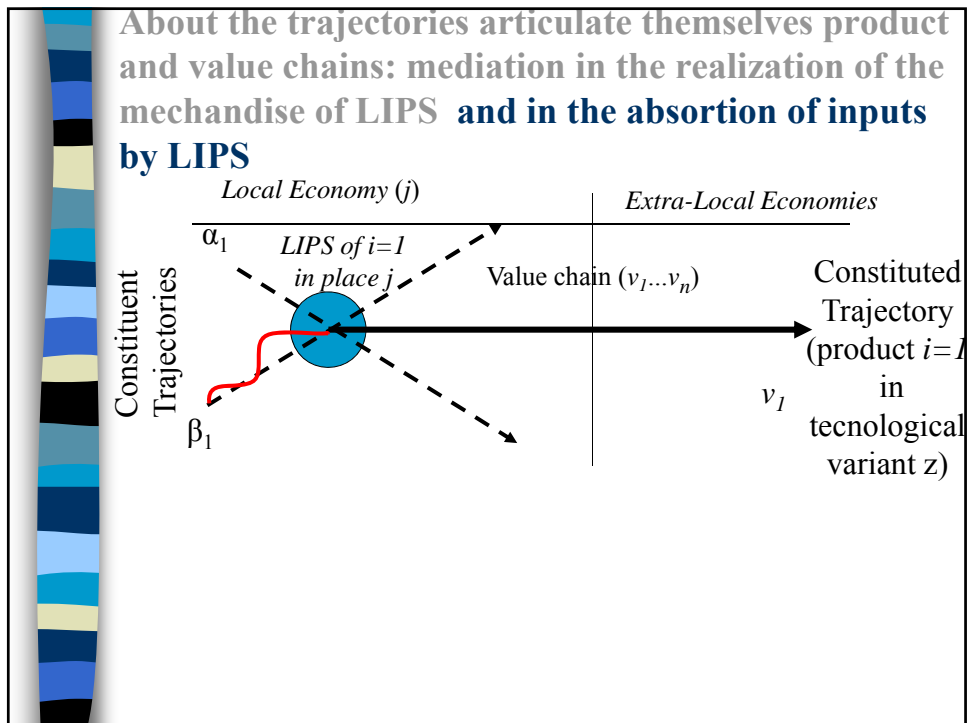 About the trajectories articulate themselves product
and value chains: mediation in the realization of the
mechandise of LIPS and in the absortion of inputs
by LIPS
Local Economy (j)
Extra-Local Economies
α1
LIPS of i=1
in place j
Value chain (v1...vn)
Constituent
Trajectories
Constituted
Trajectory
(product i=1
in
tecnological
variant z)
v1
β1